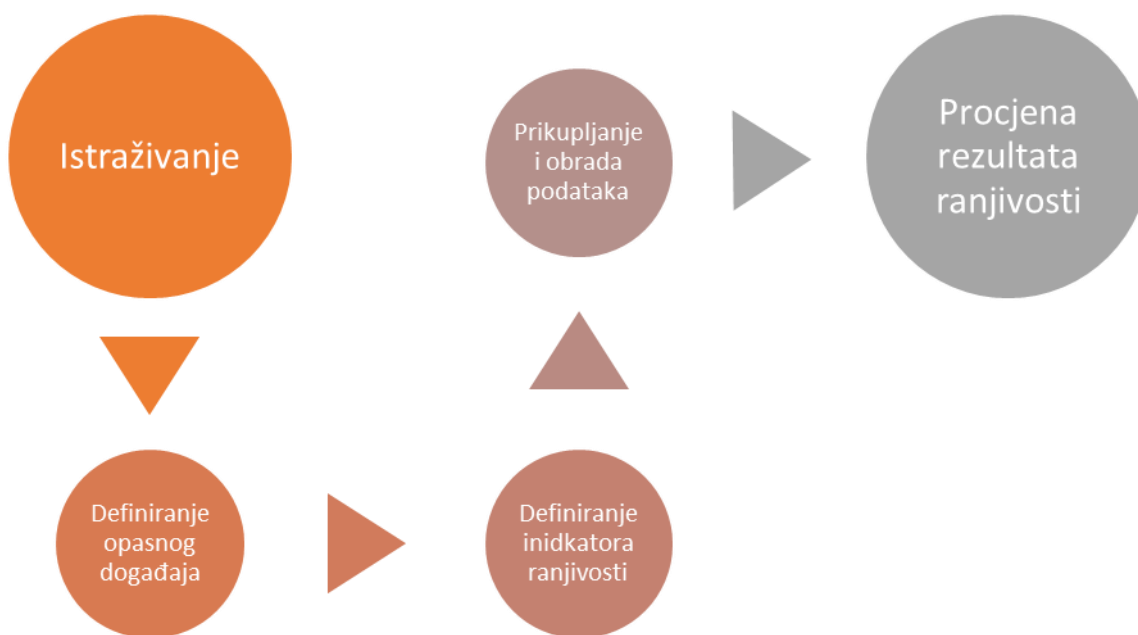 Istraživanje
Definiranje
opasnog
događaja
Definiranje
inidkatora
ranjivosti
Prikupljanje
i obrada
podataka
Procjena
rezultata
ranjivosti